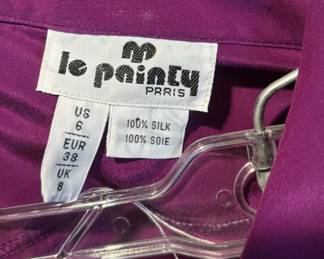 le painty
PARIS
US
6
EUR
38
UK
8
100% SILK
100% SOIE